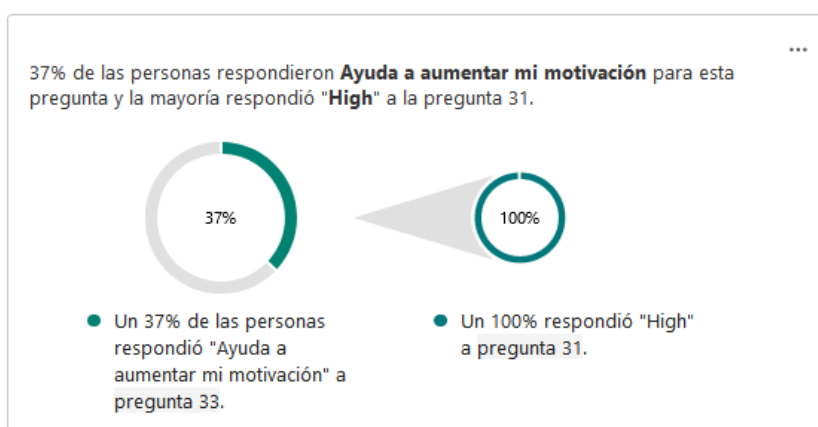 ...
37% de las personas respondieron Ayuda a aumentar mi motivación para esta
pregunta y la mayoría respondió "High" a la pregunta 31.
37%
100%
Un 37% de las personas
respondió "Ayuda a
aumentar mi motivación" a
pregunta 33.
Un 100% respondió "High"
a pregunta 31.